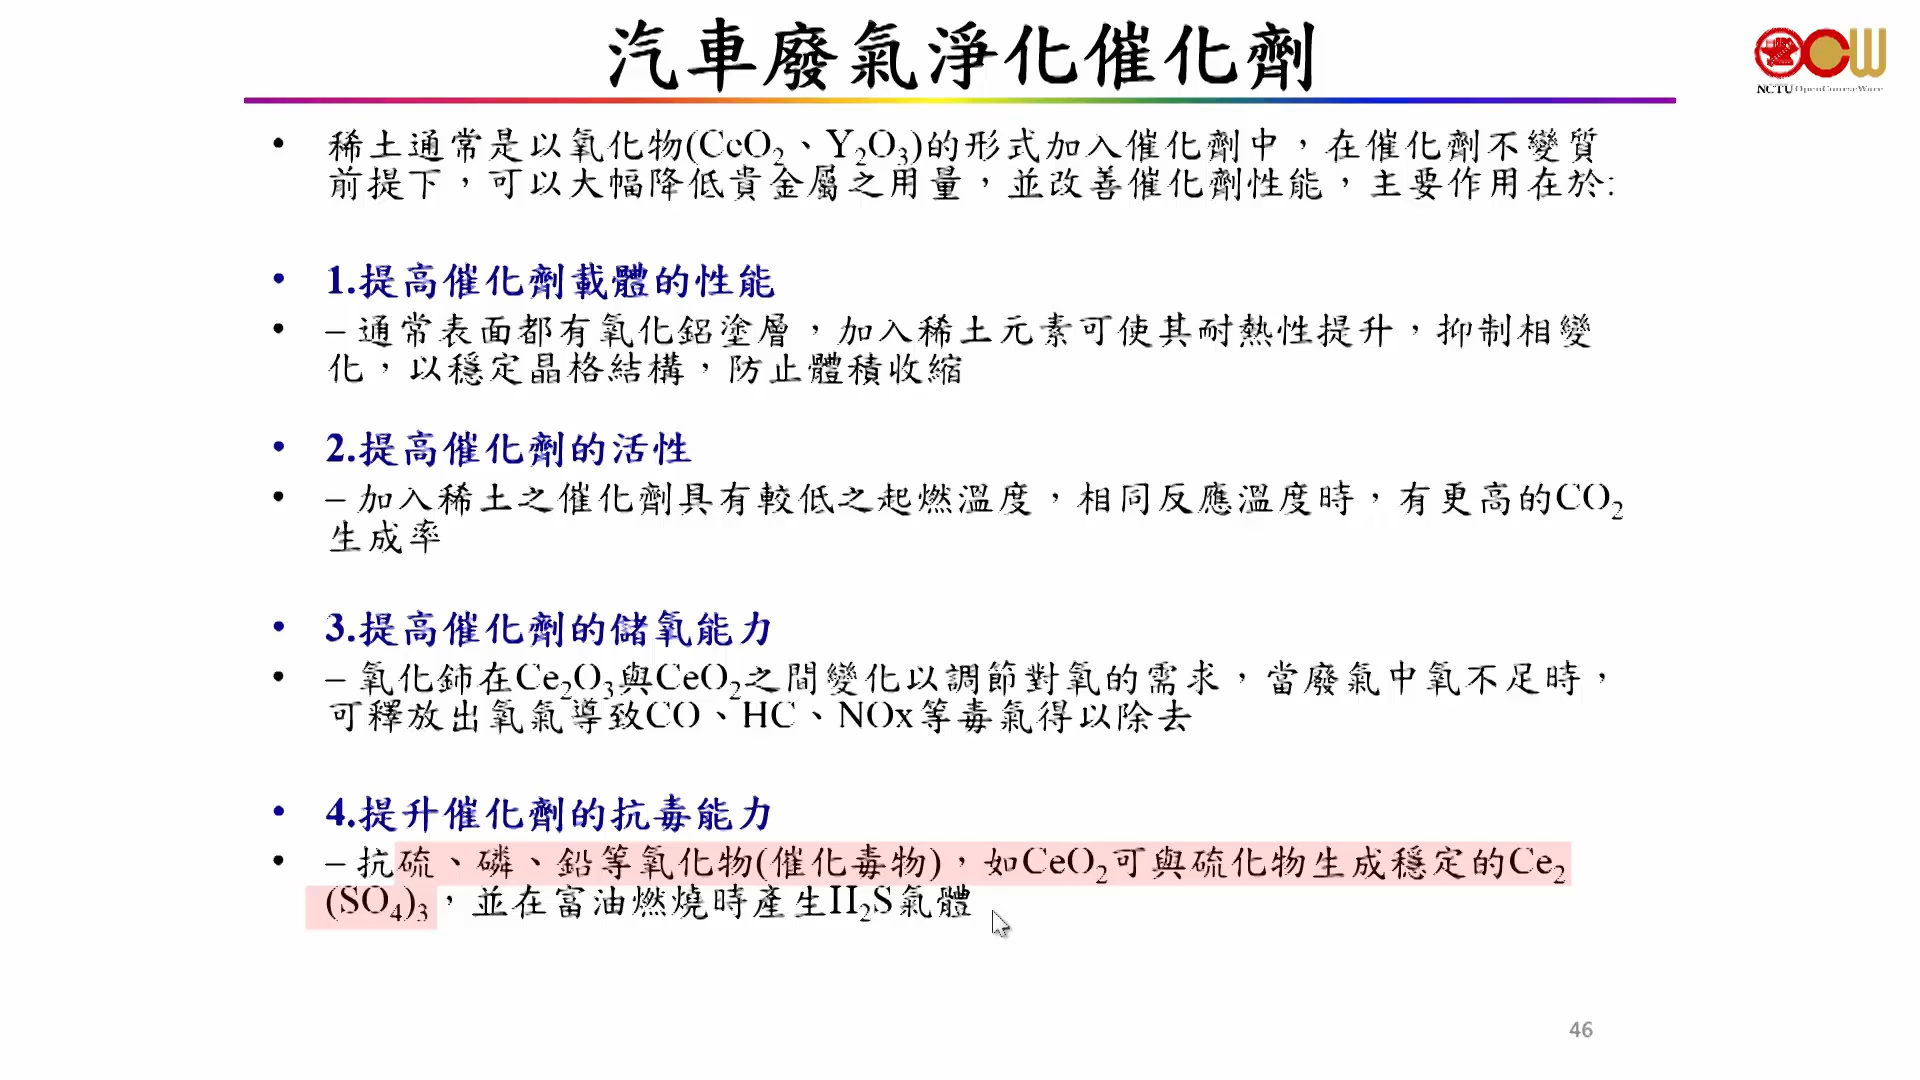 汽車廢氣淨化催化劑
NCTU OpenCourseWare
• 稀土通常是以氧化物(CeO₂、Y₂O₃)的形式加入催化劑中，在催化劑不變質
前提下，可以大幅降低貴金屬之用量，並改善催化劑性能，主要作用在於:
• 1.提高催化劑載體的性能
• – 通常表面都有氧化鋁塗層，加入稀土元素可使其耐熱性提升，抑制相變
化，以穩定晶格結構，防止體積收縮
• 2.提高催化劑的活性
• – 加入稀土之催化劑具有較低之起燃溫度，相同反應溫度時，有更高的CO₂
生成率
• 3.提高催化劑的儲氧能力
• – 氧化鈰在Ce₂O₃與CeO₂之間變化以調節對氧的需求，當廢氣中氧不足時，
可釋放出氧氣導致CO、HC、NOx等毒氣得以除去
• 4.提升催化劑的抗毒能力
• – 抗硫、磷、鉛等氧化物(催化毒物)，如CeO₂可與硫化物生成穩定的Ce₂
(SO₄)₃，並在富油燃燒時產生H₂S氣體
46